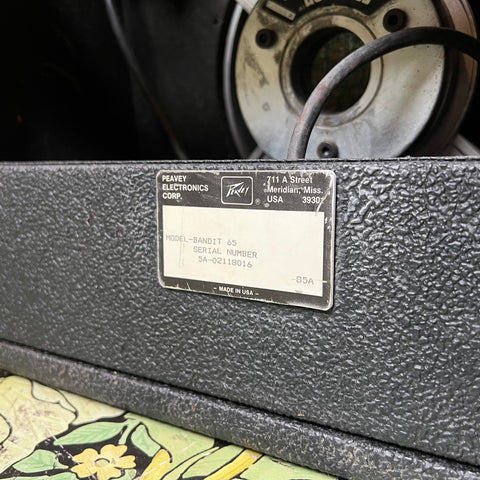 PEAVEY
ELECTRONICS
CORP.
Peavey
®
711 A Street
Meridian, Miss.
USA 3930
MODEL-BANDIT 65
SERIAL NUMBER
5A-02118016
-85A
– MADE IN USA –